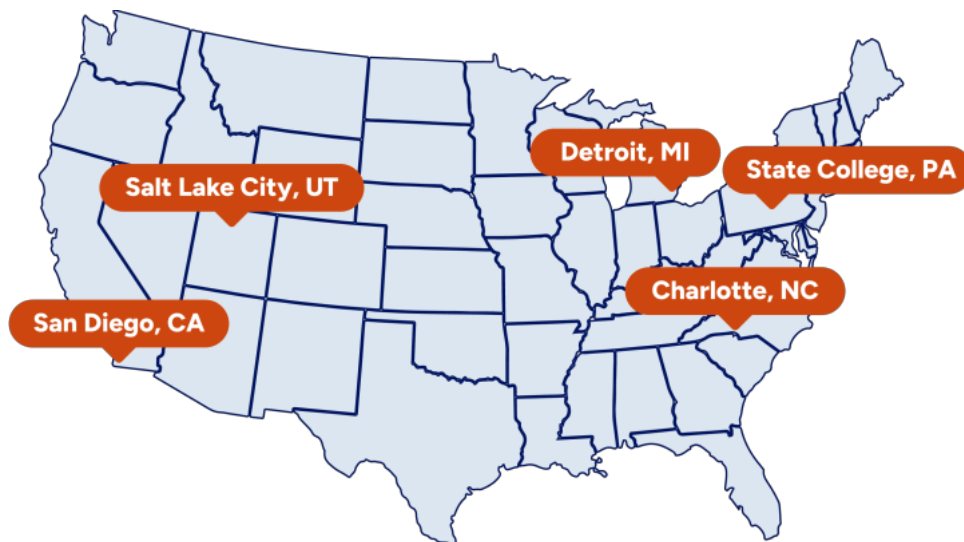 Detroit, MI
State College, PA
Salt Lake City, UT
Charlotte, NC
San Diego, CA